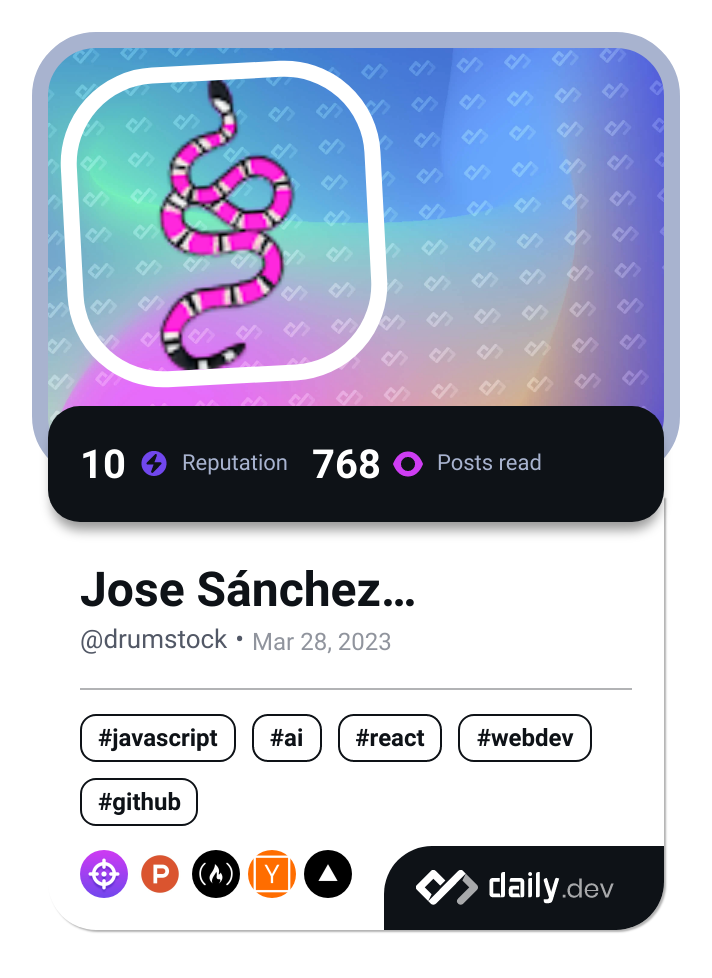 10 Reputation 768 Posts read
Jose Sánchez...
@drumstock • Mar 28, 2023
#javascript #ai #react #webdev
#github
P Y
daily.dev